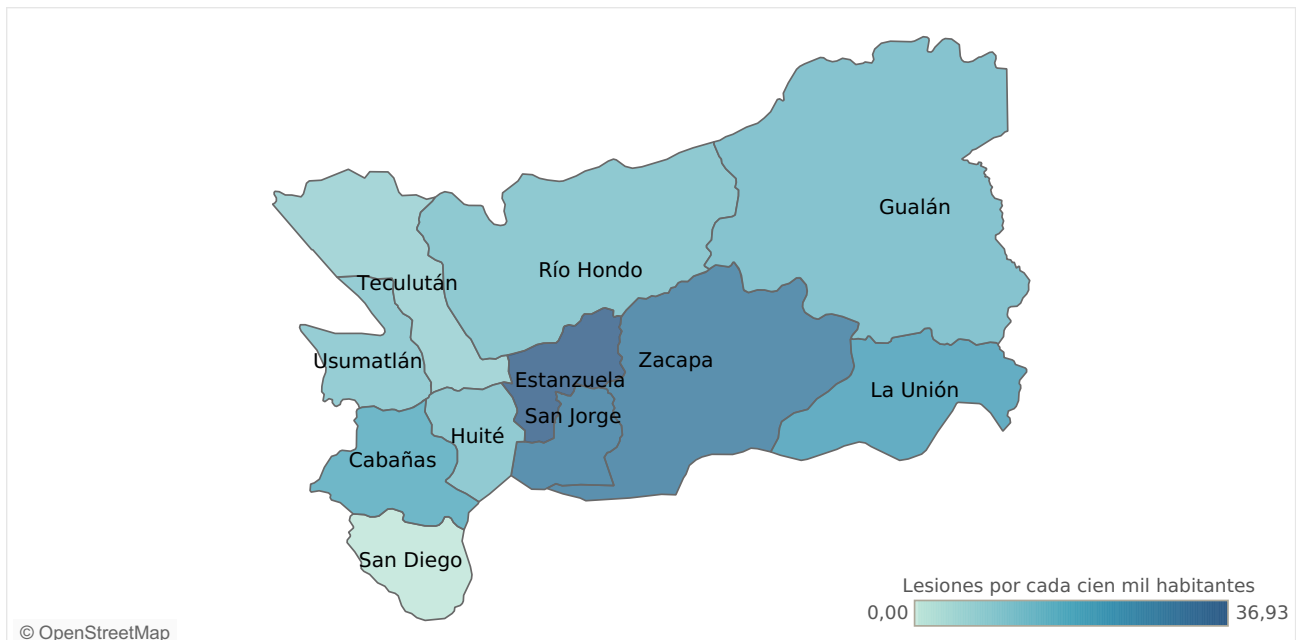 Gualán
Río Hondo
Teculután
Usumatlán
Zacapa
Estanzuela
La Unión
San Jorge
Huité
Cabañas
San Diego
Lesiones por cada cien mil habitantes
0,00 36,93
© OpenStreetMap